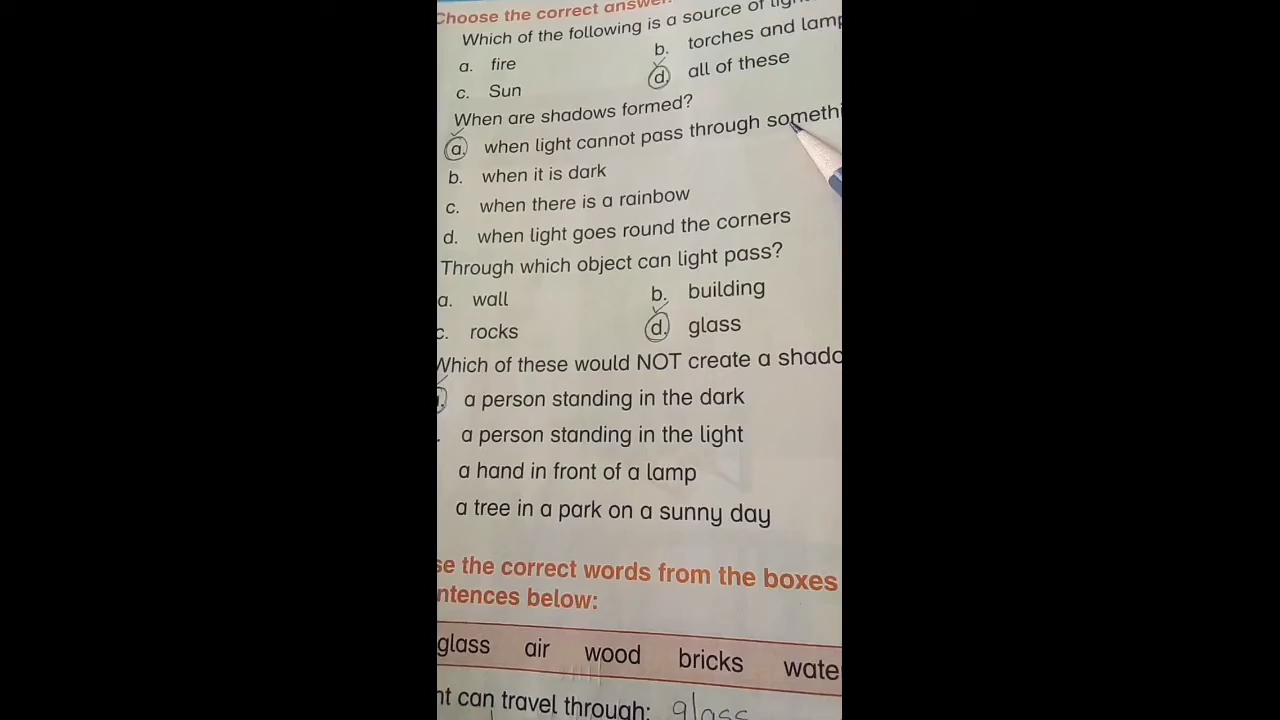 Choose the correct answer
Which of the following is a source of light
a. fire
b. torches and lamp
c. Sun
d. all of these
When are shadows formed?
a. when light cannot pass through someth
b. when it is dark
c. when there is a rainbow
d. when light goes round the corners
Through which object can light pass?
a. wall
b. building
c. rocks
d. glass
Which of these would NOT create a shado
a person standing in the dark
a person standing in the light
a hand in front of a lamp
a tree in a park on a sunny day
se the correct words from the boxes
ntences below:
glass air wood bricks wate
ht can travel through: glass